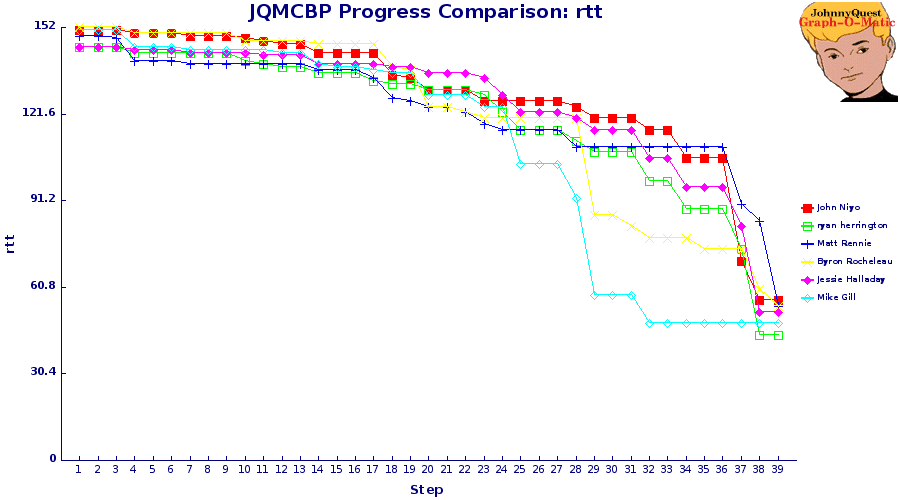 JQMCBP Progress Comparison: rtt
JohnnyQuest
Graph-O-Matic
152
121.6
91.2
60.8
30.4
0
rtt
1 2 3 4 5 6 7 8 9 10 11 12 13 14 15 16 17 18 19 20 21 22 23 24 25 26 27 28 29 30 31 32 33 34 35 36 37 38 39
Step
John Niyo
ryan herrington
Matt Rennie
Byron Rocheleau
Jessie Halladay
Mike Gill